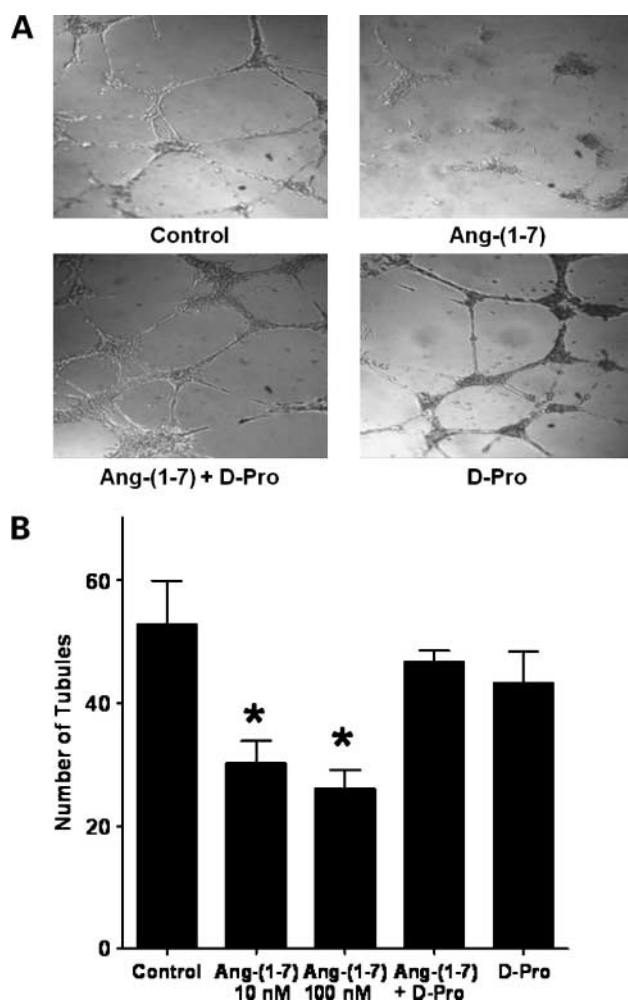 A
Control
Ang-(1-7)
Ang-(1-7) + D-Pro
D-Pro
B
Number of Tubules
60
40
20
0
*
*
Control
Ang-(1-7)
10 nM
Ang-(1-7)
100 nM
Ang-(1-7)
+ D-Pro
D-Pro